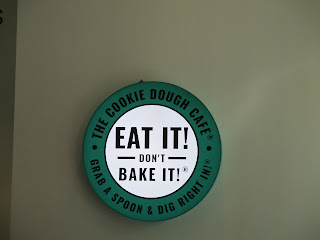 THE COOKIE DOUGH CAFE®
EAT IT!
DON'T
BAKE IT!®
GRAB A SPOON & DIG RIGHT IN!®